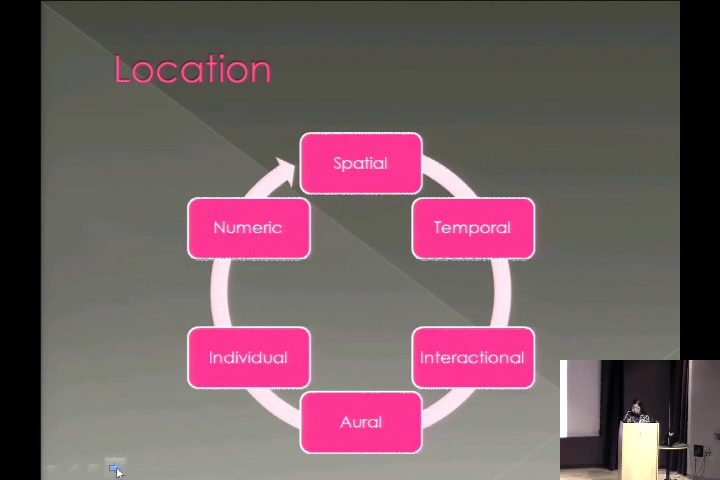 Location
Spatial
Temporal
Interactional
Aural
Individual
Numeric